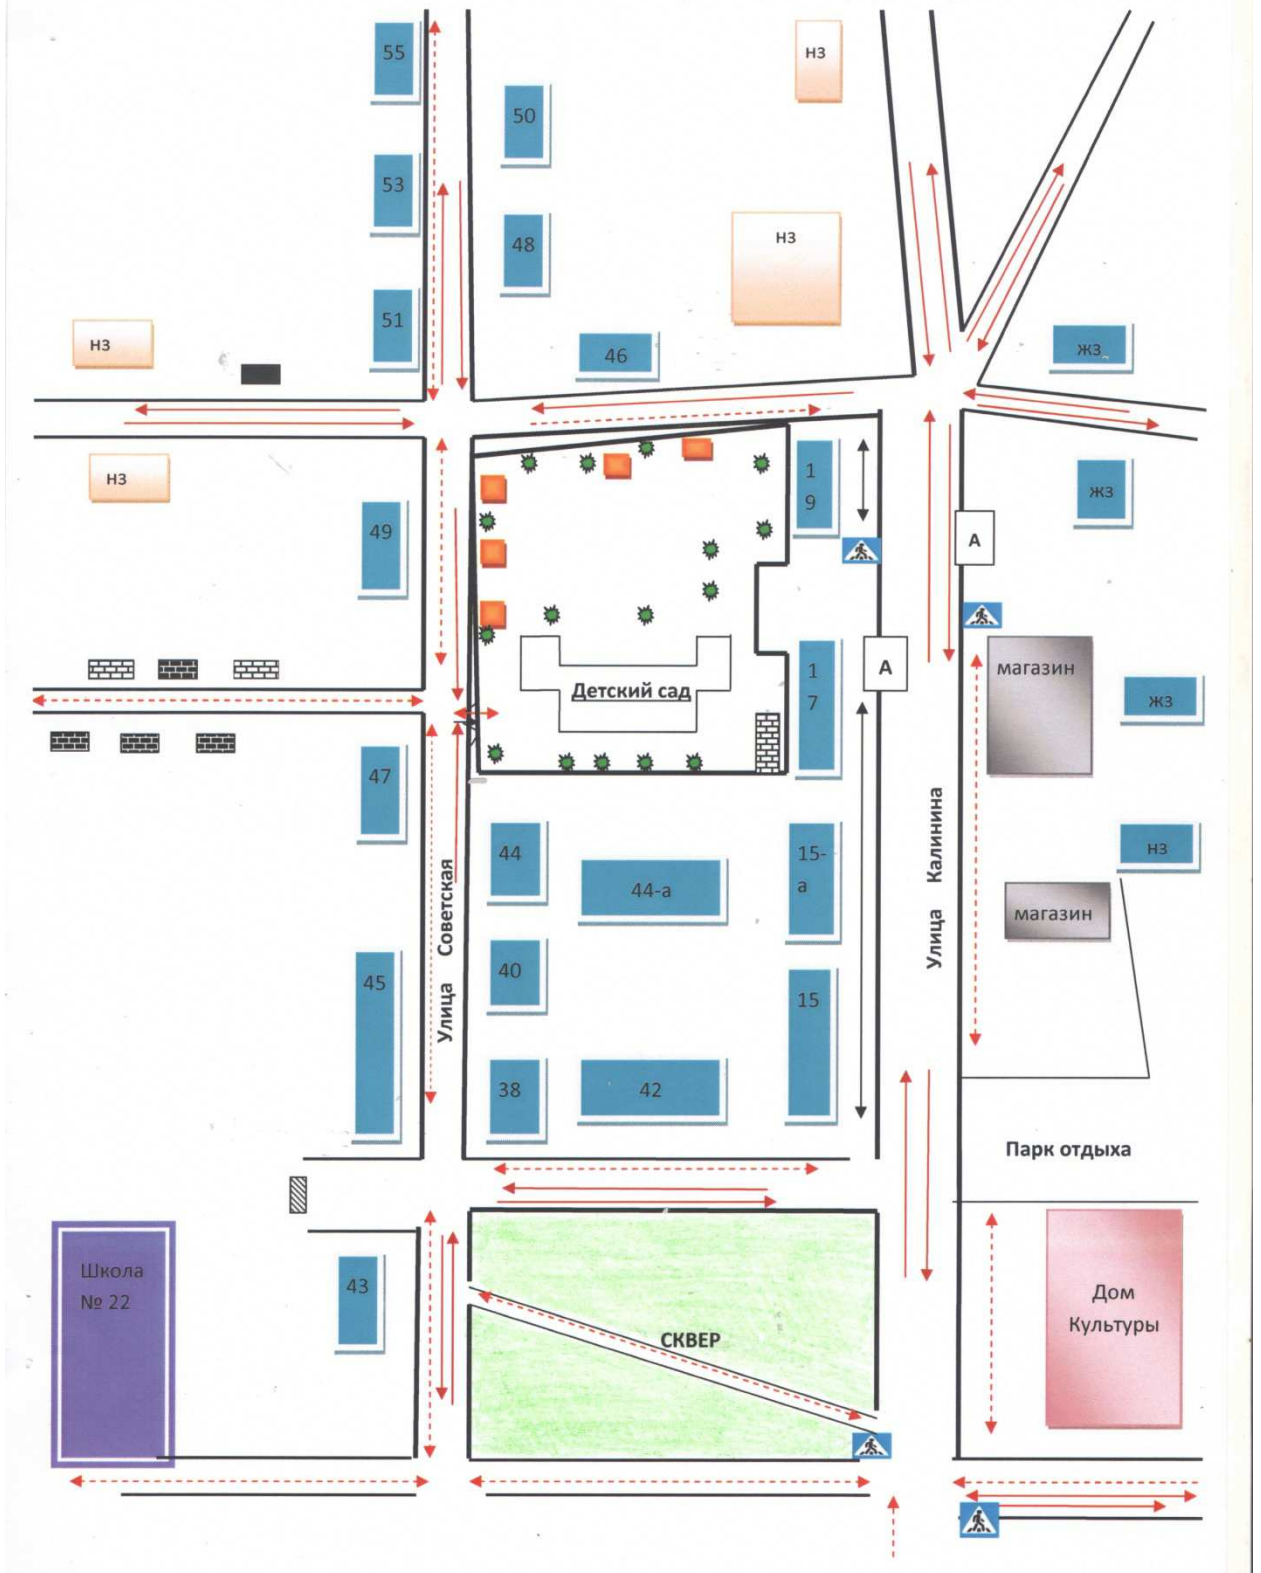 55
нз
50
53
48
нз
51
нз
46
жз
нз
1
9
жз
49
А
магазин
Детский сад
1
7
А
жз
47
44
44-а
15-
а
нз
Улица Советская
Улица Калинина
магазин
40
45
15
38
42
Парк отдыха
Школа
№ 22
43
СКВЕР
Дом
Культуры